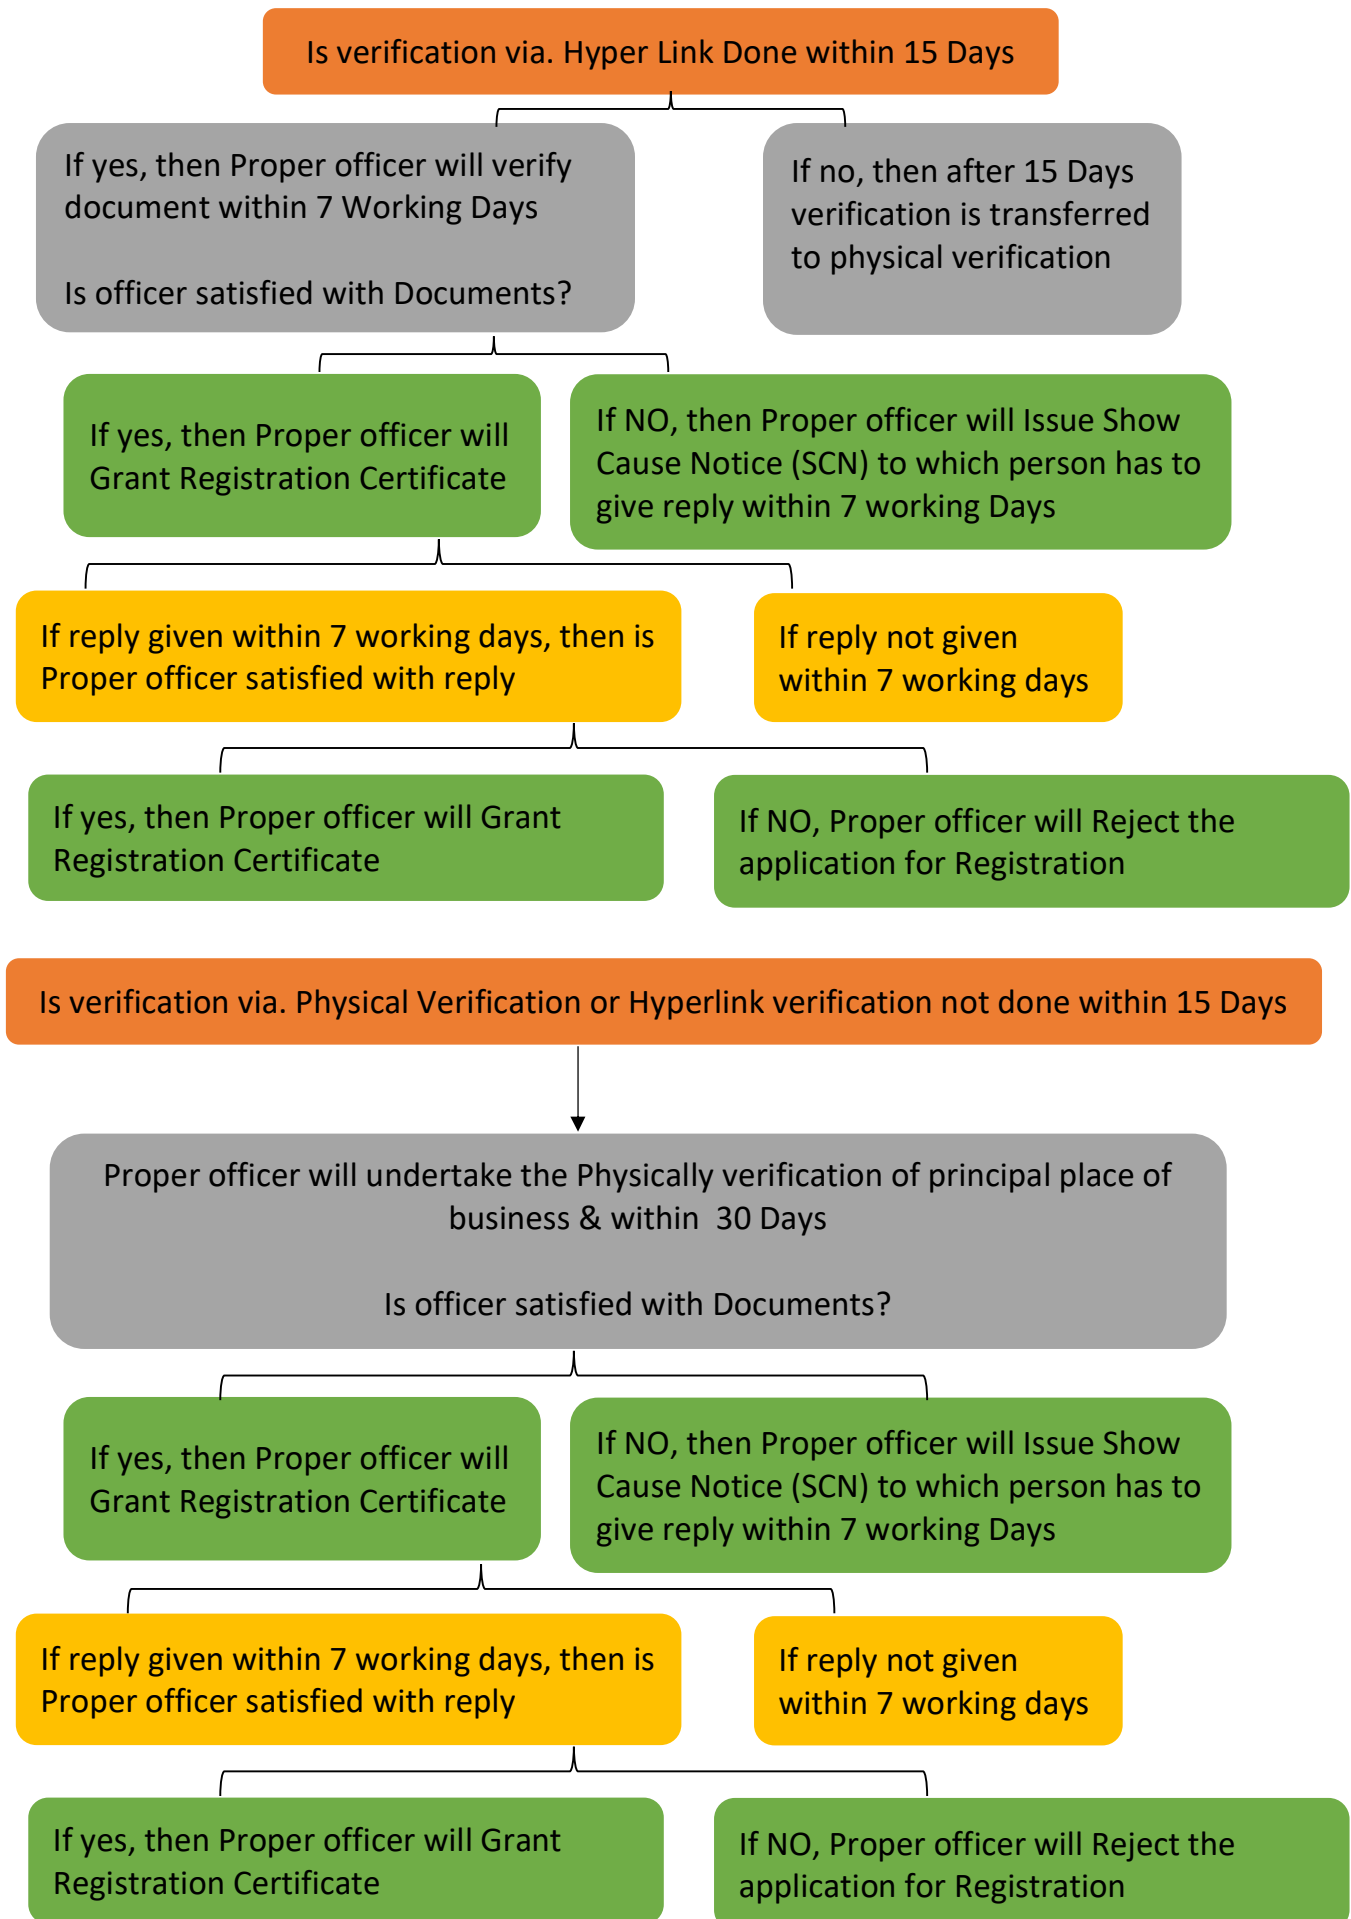 Is verification via. Hyper Link Done within 15 Days
If yes, then Proper officer will verify
document within 7 Working Days
Is officer satisfied with Documents?
If no, then after 15 Days
verification is transferred
to physical verification
If yes, then Proper officer will
Grant Registration Certificate
If NO, then Proper officer will Issue Show
Cause Notice (SCN) to which person has to
give reply within 7 working Days
If reply given within 7 working days, then is
Proper officer satisfied with reply
If reply not given
within 7 working days
If yes, then Proper officer will Grant
Registration Certificate
If NO, Proper officer will Reject the
application for Registration
Is verification via. Physical Verification or Hyperlink verification not done within 15 Days
Proper officer will undertake the Physically verification of principal place of
business & within  30 Days
Is officer satisfied with Documents?
If yes, then Proper officer will
Grant Registration Certificate
If NO, then Proper officer will Issue Show
Cause Notice (SCN) to which person has to
give reply within 7 working Days
If reply given within 7 working days, then is
Proper officer satisfied with reply
If reply not given
within 7 working days
If yes, then Proper officer will Grant
Registration Certificate
If NO, Proper officer will Reject the
application for Registration